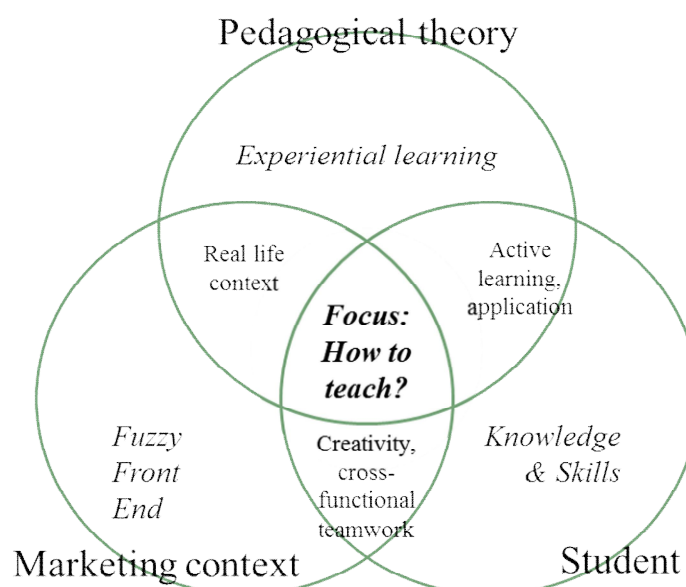 Pedagogical theory
Experiential learning
Real life
context
Active
learning,
application
Focus:
How to
teach?
Fuzzy
Front
End
Creativity,
cross-
functional
teamwork
Knowledge
& Skills
Marketing context
Student